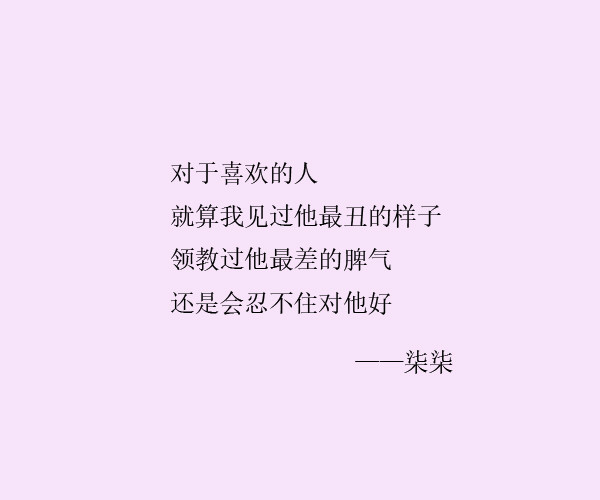 对于喜欢的人
就算我见过他最丑的样子
领教过他最差的脾气
还是会忍不住对他好
——柒柒